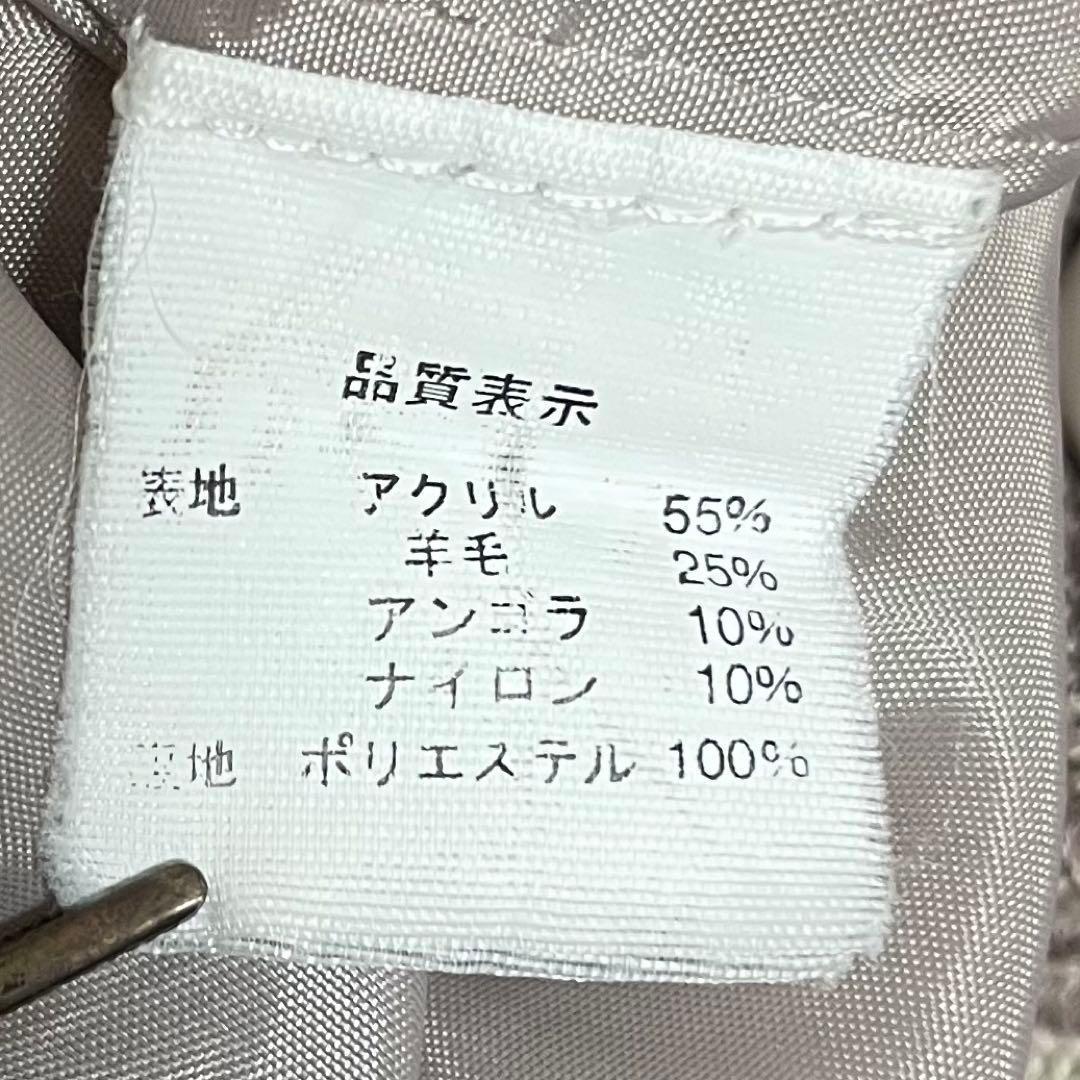 品質表示
表地 アクリル 55%
羊毛 25%
アンゴラ 10%
ナイロン 10%
裏地 ポリエステル 100%